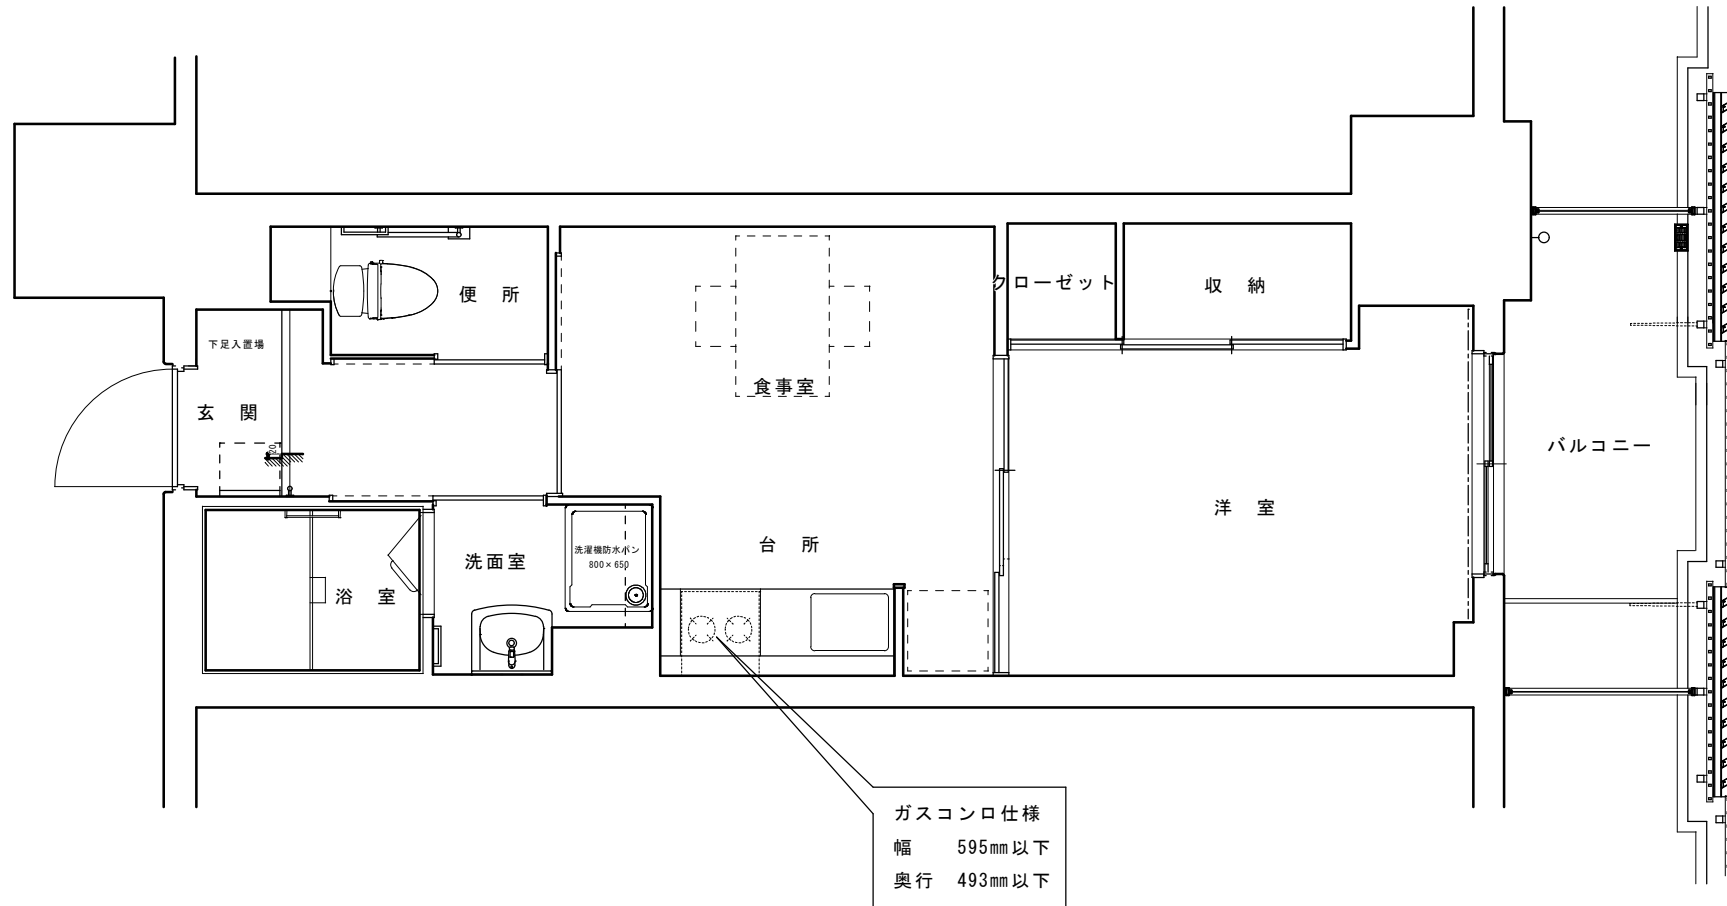 便 所
クローゼット
収 納
下足入置場
食事室
玄 関
20
バルコニー
洋 室
台 所
洗面室
洗濯機防水パン
800×650
浴 室
ガスコンロ仕様
幅 595mm以下
奥行 493mm以下